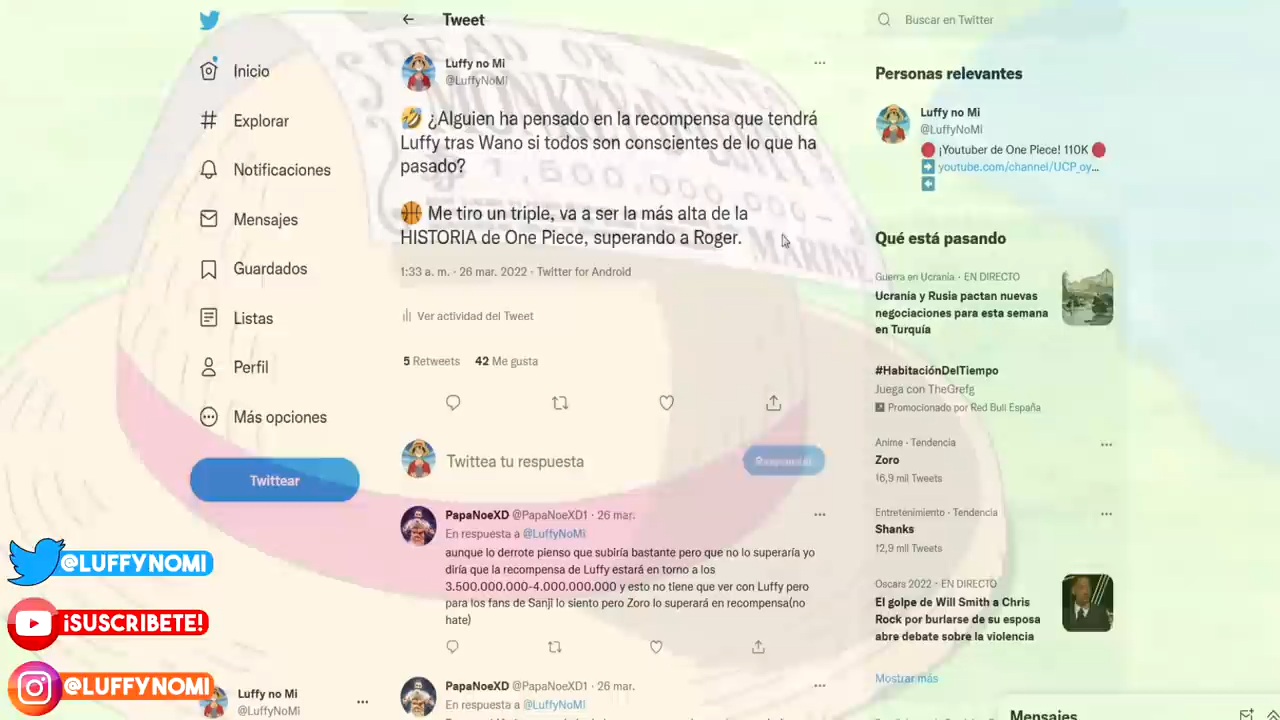 Tweet
Buscar en Twitter
Inicio
Explorar
Notificaciones
Mensajes
Guardados
Listas
Perfil
Más opciones
Twittear
Luffy no Mi
@LuffyNoMi
🤣 ¿Alguien ha pensado en la recompensa que tendrá
Luffy tras Wano si todos son conscientes de lo que ha
pasado?
🏀 Me tiro un triple, va a ser la más alta de la
HISTORIA de One Piece, superando a Roger.
1:33 a. m. · 26 mar. 2022 · Twitter for Android
Ver actividad del Tweet
5 Retweets 42 Me gusta
Twittea tu respuesta
Responder
PapaNoeXD @PapaNoeXD1 · 26 mar.
En respuesta a @LuffyNoMi
aunque lo derrote pienso que subiría bastante pero que no lo superaría yo
diría que la recompensa de Luffy estará en torno a los
3.500.000.000-4.000.000.000 y esto no tiene que ver con Luffy pero
para los fans de Sanji lo siento pero Zoro lo superará en recompensa(no
hate)
PapaNoeXD @PapaNoeXD1 · 26 mar.
En respuesta a @LuffyNoMi
Personas relevantes
Luffy no Mi
@LuffyNoMi
🔴 ¡Youtuber de One Piece! 110K 🔴
➡️ youtube.com/channel/UCP_oy…
⬅️
Qué está pasando
Guerra en Ucrania · EN DIRECTO
Ucrania y Rusia pactan nuevas
negociaciones para esta semana
en Turquía
#HabitaciónDelTiempo
Juega con TheGrefg
Promocionado por Red Bull España
Anime · Tendencia
Zoro
16,9 mil Tweets
Entretenimiento · Tendencia
Shanks
12,9 mil Tweets
Oscars 2022 · EN DIRECTO
El golpe de Will Smith a Chris
Rock por burlarse de su esposa
abre debate sobre la violencia
Mostrar más
Mensajes
@LUFFYNOMI
¡SUSCRIBETE!
@LUFFYNOMI
Luffy no Mi
@LuffyNoMi
MARINE